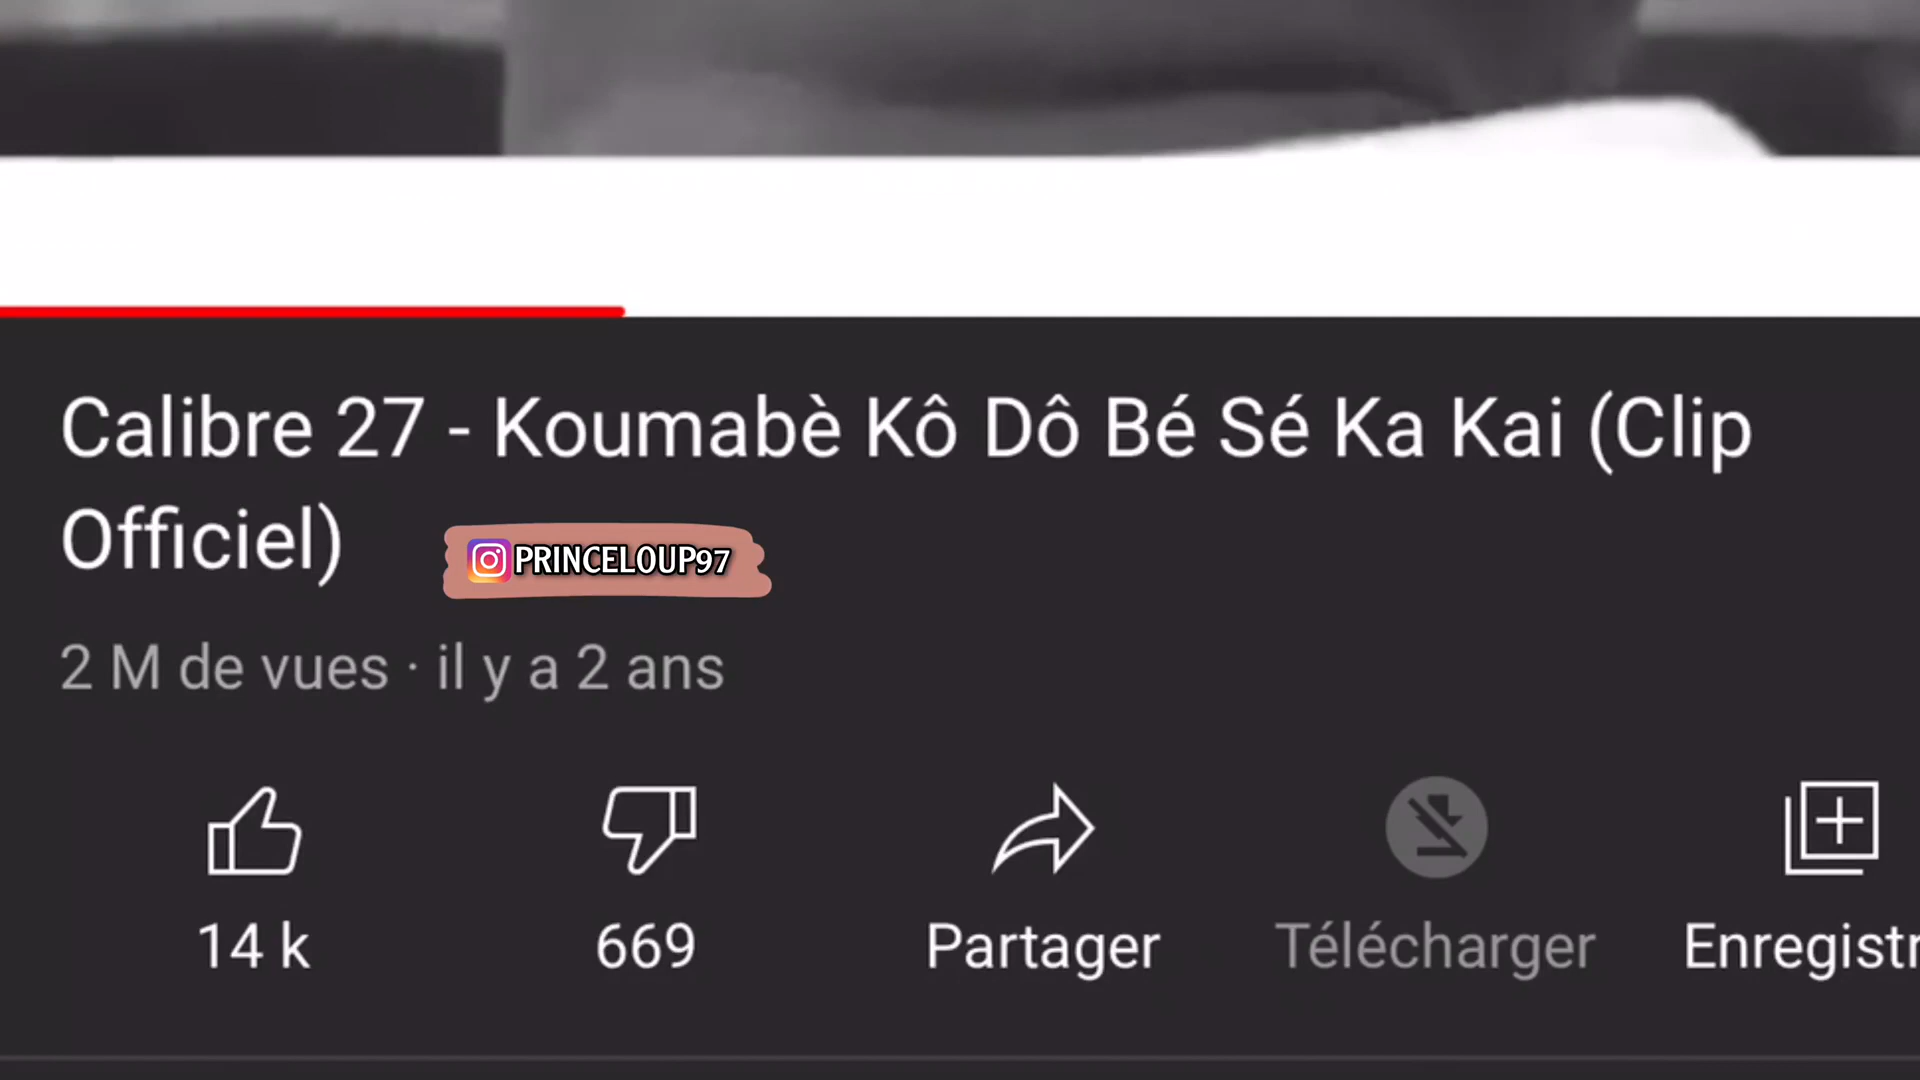 Calibre 27 - Koumabè Kô Dô Bé Sé Ka Kai (Clip
Officiel)
PRINCELOUP97
2 M de vues · il y a 2 ans
14 k
669
Partager
Télécharger
Enregistr